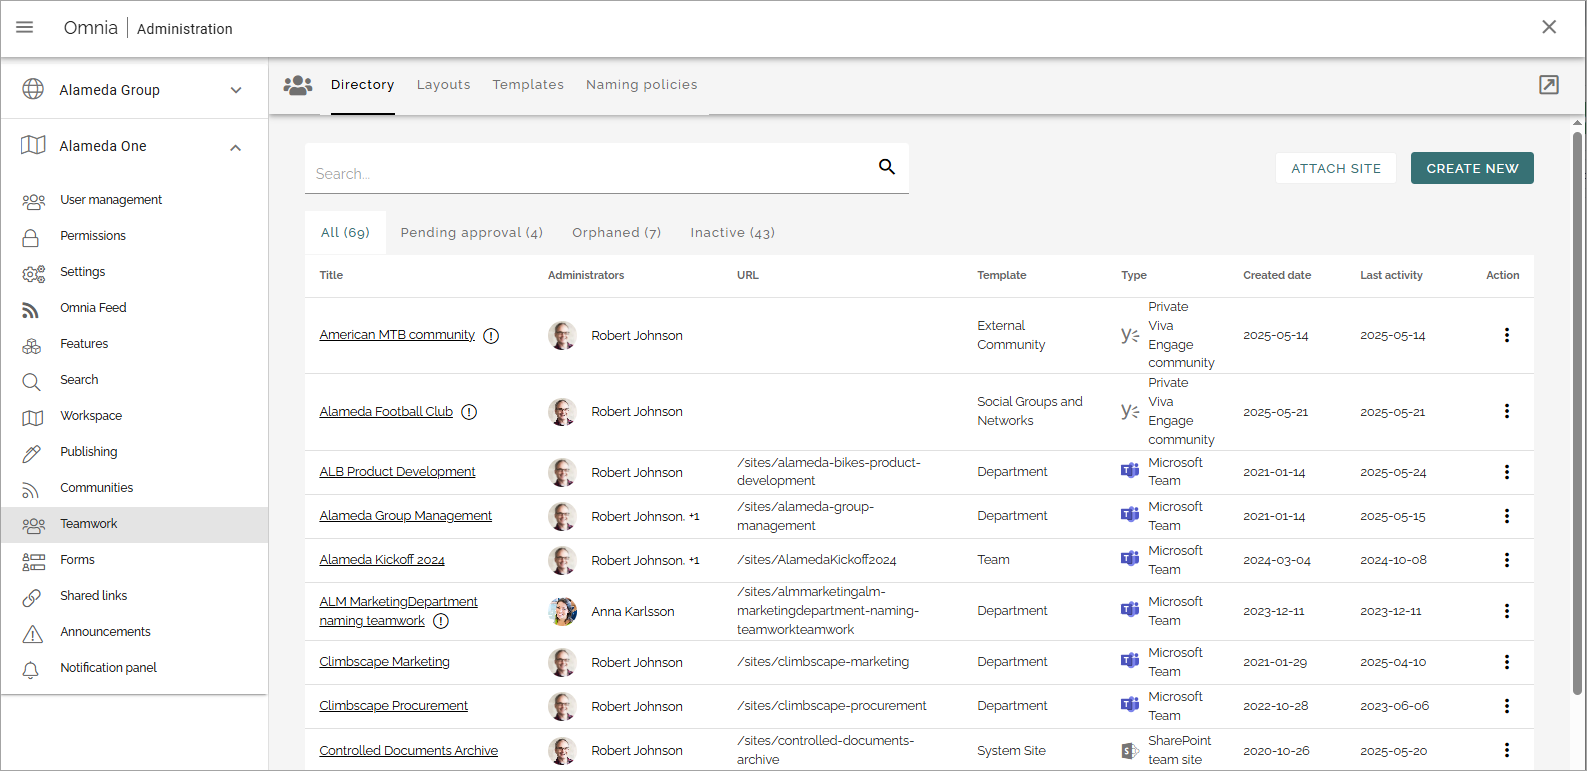 Omnia | Administration
Alameda Group
Alameda One
User management
Permissions
Settings
Omnia Feed
Features
Search
Workspace
Publishing
Communities
Teamwork
Forms
Shared links
Announcements
Notification panel
Directory Layouts Templates Naming policies
Search...
ATTACH SITE CREATE NEW
All (69) Pending approval (4) Orphaned (7) Inactive (43)
Title Administrators URL Template Type Created date Last activity Action
American MTB community Robert Johnson
External
Community
Private
Viva
Engage
community
2025-05-14 2025-05-14
Alameda Football Club Robert Johnson
Social Groups and
Networks
Private
Viva
Engage
community
2025-05-21 2025-05-21
ALB Product Development Robert Johnson
/sites/alameda-bikes-product-
development
Department
Microsoft
Team
2021-01-14 2025-05-24
Alameda Group Management Robert Johnson, +1
/sites/alameda-group-
management
Department
Microsoft
Team
2021-01-14 2025-05-15
Alameda Kickoff 2024 Robert Johnson, +1
/sites/AlamedaKickoff2024
Team
Microsoft
Team
2024-03-04 2024-10-08
ALM MarketingDepartment
naming teamwork
Anna Karlsson
/sites/almmarketingalm-
marketingdepartment-naming-
teamworkteamwork
Department
Microsoft
Team
2023-12-11 2023-12-11
Climbscape Marketing Robert Johnson
/sites/climbscape-marketing
Department
Microsoft
Team
2021-01-29 2025-04-10
Climbscape Procurement Robert Johnson
/sites/climbscape-procurement
Department
Microsoft
Team
2022-10-28 2023-06-06
Controlled Documents Archive Robert Johnson
/sites/controlled-documents-
archive
System Site
SharePoint
team site
2020-10-26 2025-05-20